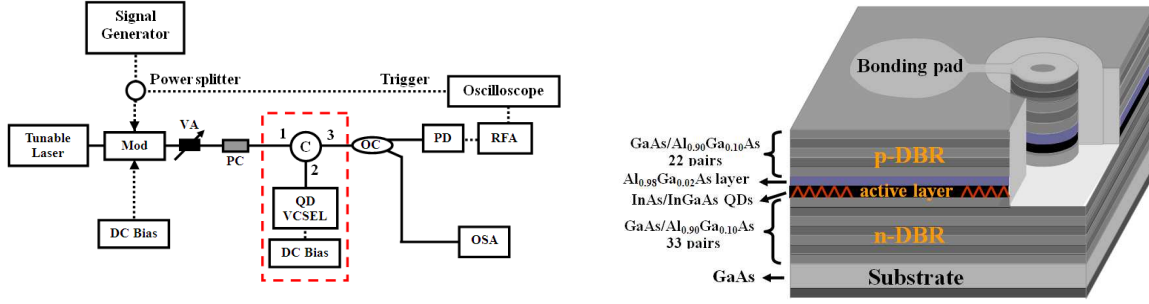 Signal
Generator
Power splitter
Trigger
Oscilloscope
Tunable
Laser
Mod
VA
PC
1
C
3
2
OC
PD
RFA
QD
VCSEL
DC Bias
DC Bias
OSA
Bonding pad
GaAs/Al0.90Ga0.10As
22 pairs
p-DBR
Al0.98Ga0.02As layer
active layer
InAs/InGaAs QDs
GaAs/Al0.90Ga0.10As
33 pairs
n-DBR
GaAs
Substrate